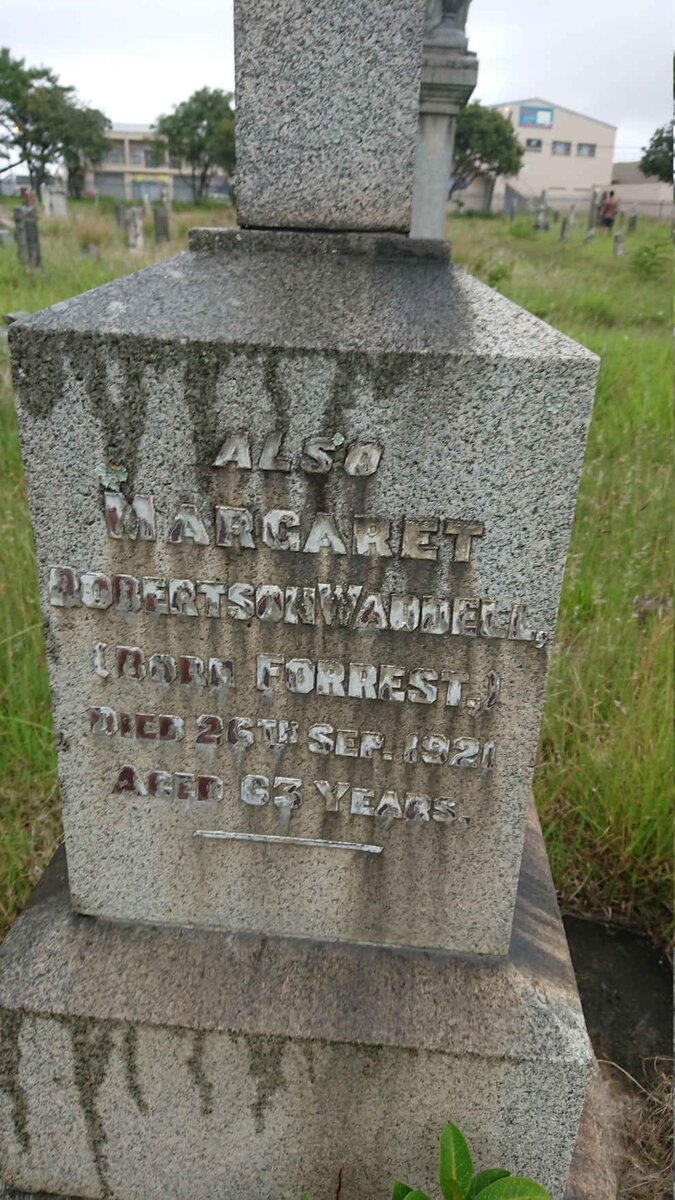 ALSO
MARGARET
ROBERTSON WADDELL,
(BORN FORREST,)
DIED 26TH SEP. 1921
AGED 63 YEARS.